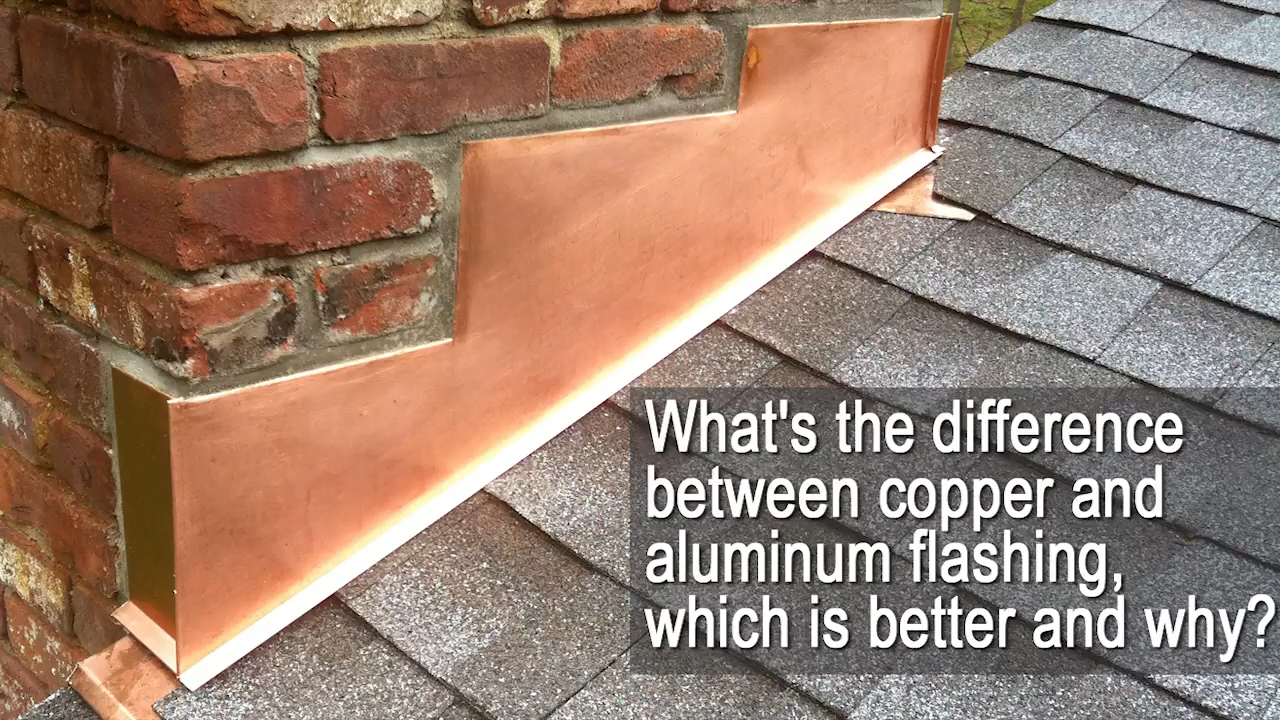 What's the difference
between copper and
aluminum flashing,
which is better and why?